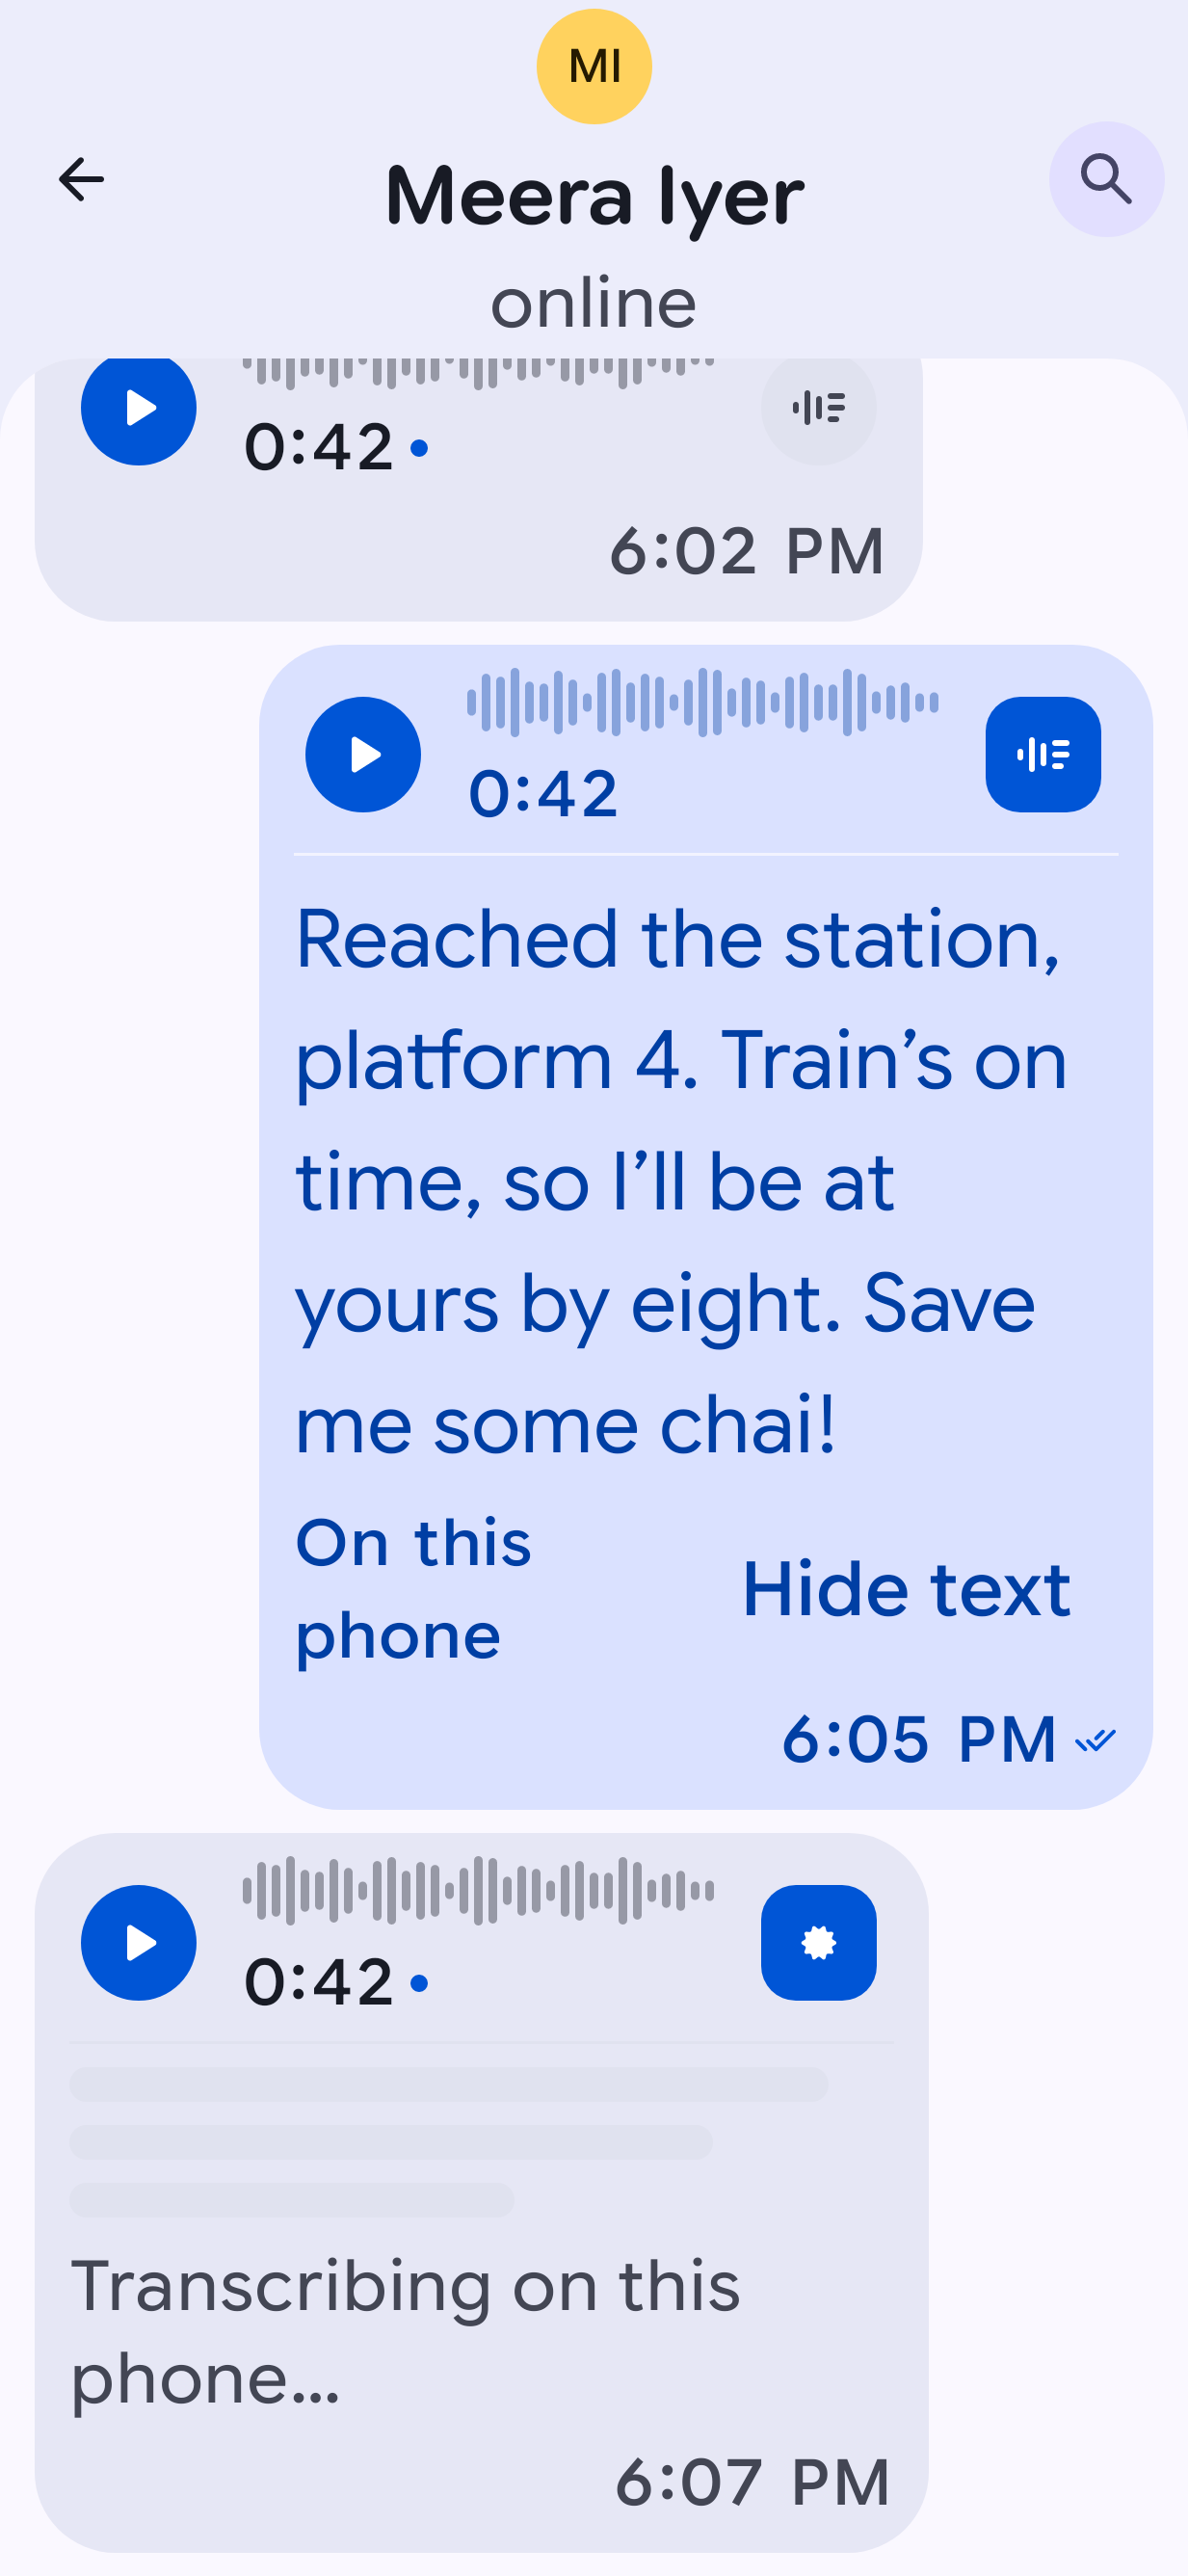 MI
Meera Iyer
online
0:42
6:02 PM
0:42
Reached the station,
platform 4. Train’s on
time, so I’ll be at
yours by eight. Save
me some chai!
On this
phone
Hide text
6:05 PM
0:42
Transcribing on this
phone…
6:07 PM